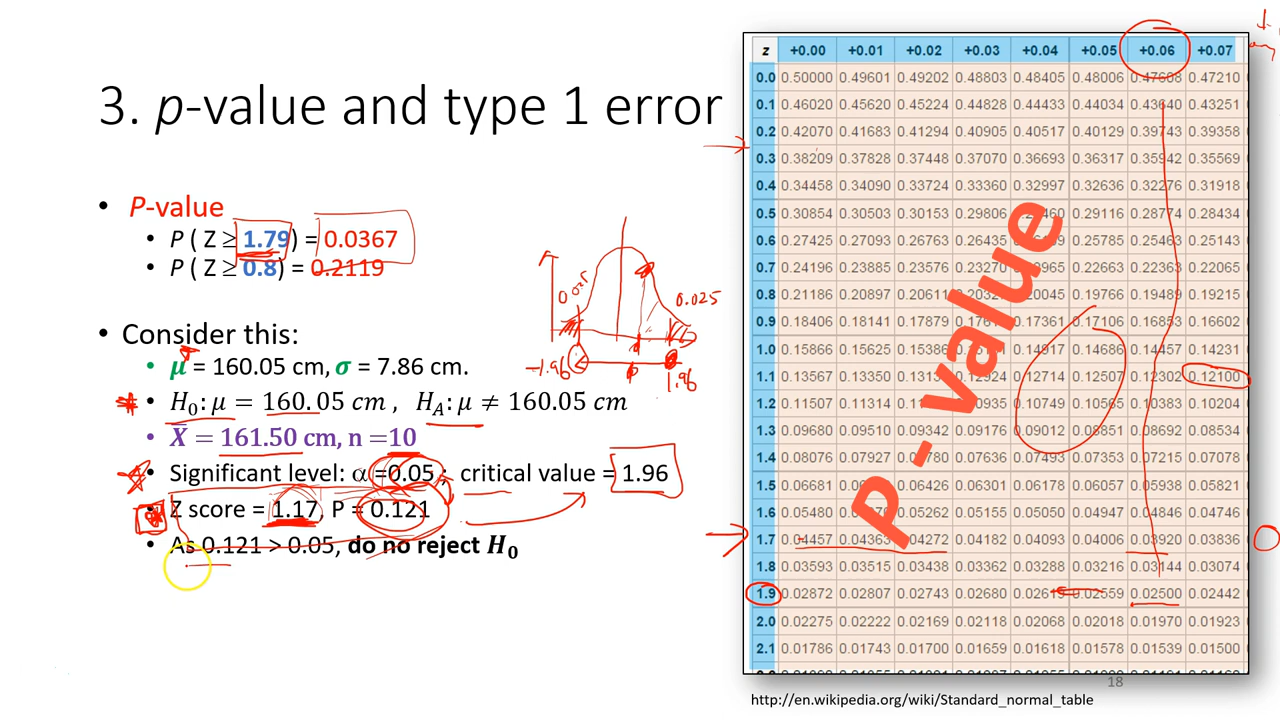 3. p-value and type 1 error
• P-value
• P ( Z ≥ 1.79) = 0.0367
• P ( Z ≥ 0.8) = 0.2119
• Consider this:
• μ = 160.05 cm, σ = 7.86 cm.
• H₀: μ = 160.05 cm , H_A: μ ≠ 160.05 cm
• X = 161.50 cm, n =10
• Significant level: α =0.05 ; critical value = 1.96
• Z score = 1.17, P = 0.121
• As 0.121 > 0.05, do no reject H₀
0.025
0.025
-1.96
1.96
z +0.00 +0.01 +0.02 +0.03 +0.04 +0.05 +0.06 +0.07
0.0 0.50000 0.49601 0.49202 0.48803 0.48405 0.48006 0.47608 0.47210
0.1 0.46020 0.45620 0.45224 0.44828 0.44433 0.44034 0.43640 0.43251
0.2 0.42070 0.41683 0.41294 0.40905 0.40517 0.40129 0.39743 0.39358
0.3 0.38209 0.37828 0.37448 0.37070 0.36693 0.36317 0.35942 0.35569
0.4 0.34458 0.34090 0.33724 0.33360 0.32997 0.32636 0.32276 0.31918
0.5 0.30854 0.30503 0.30153 0.29806 0.29116 0.28774 0.28434
0.6 0.27425 0.27093 0.26763 0.26435 0.25785 0.25463 0.25143
0.7 0.24196 0.23885 0.23576 0.23270 0.22663 0.22363 0.22065
0.8 0.21186 0.20897 0.20611 0.20045 0.19766 0.19489 0.19215
0.9 0.18406 0.18141 0.17879 0.17361 0.17106 0.16853 0.16602
1.0 0.15866 0.15625 0.15386 0.14917 0.14686 0.14457 0.14231
1.1 0.13567 0.13350 0.12714 0.12507 0.12302 0.12100
1.2 0.11507 0.11314 0.10749 0.10565 0.10383 0.10204
1.3 0.09680 0.09510 0.09342 0.09176 0.09012 0.08851 0.08692 0.08534
1.4 0.08076 0.07927 0.07636 0.07493 0.07353 0.07215 0.07078
1.5 0.06681 0.06426 0.06301 0.06178 0.06057 0.05938 0.05821
1.6 0.05480 0.05262 0.05155 0.05050 0.04947 0.04846 0.04746
1.7 0.04457 0.04363 0.04272 0.04182 0.04093 0.04006 0.03920 0.03836
1.8 0.03593 0.03515 0.03438 0.03362 0.03288 0.03216 0.03144 0.03074
1.9 0.02872 0.02807 0.02743 0.02680 0.02619 0.02559 0.02500 0.02442
2.0 0.02275 0.02222 0.02169 0.02118 0.02068 0.02018 0.01970 0.01923
2.1 0.01786 0.01743 0.01700 0.01659 0.01618 0.01578 0.01539 0.01500
P - value
18
http://en.wikipedia.org/wiki/Standard_normal_table